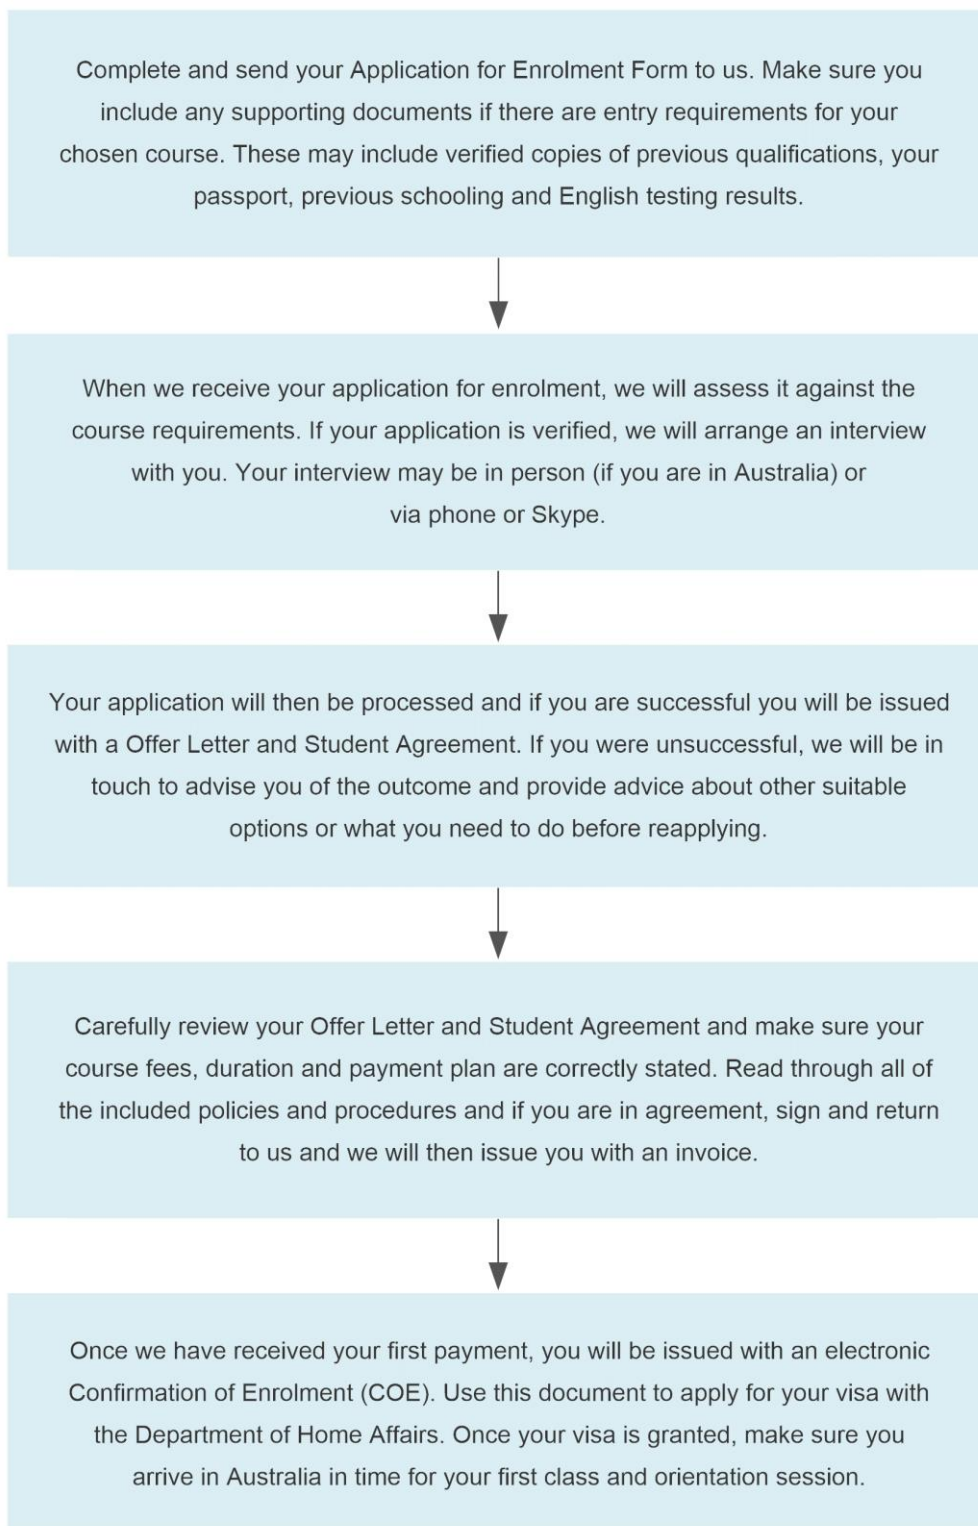 Complete and send your Application for Enrolment Form to us. Make sure you
include any supporting documents if there are entry requirements for your
chosen course. These may include verified copies of previous qualifications, your
passport, previous schooling and English testing results.
When we receive your application for enrolment, we will assess it against the
course requirements. If your application is verified, we will arrange an interview
with you. Your interview may be in person (if you are in Australia) or
via phone or Skype.
Your application will then be processed and if you are successful you will be issued
with a Offer Letter and Student Agreement. If you were unsuccessful, we will be in
touch to advise you of the outcome and provide advice about other suitable
options or what you need to do before reapplying.
Carefully review your Offer Letter and Student Agreement and make sure your
course fees, duration and payment plan are correctly stated. Read through all of
the included policies and procedures and if you are in agreement, sign and return
to us and we will then issue you with an invoice.
Once we have received your first payment, you will be issued with an electronic
Confirmation of Enrolment (COE). Use this document to apply for your visa with
the Department of Home Affairs. Once your visa is granted, make sure you
arrive in Australia in time for your first class and orientation session.